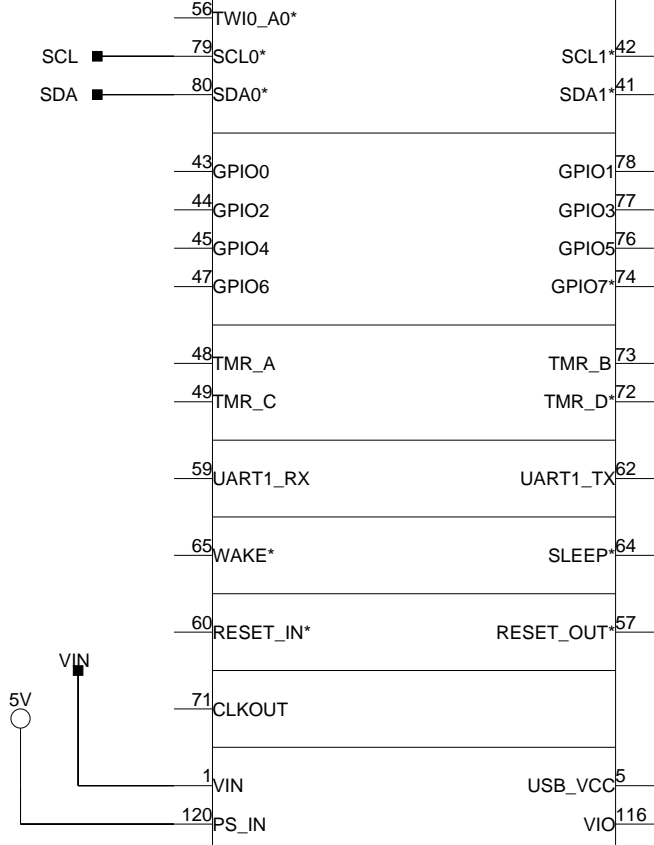 56 TWI0_A0*
SCL 79 SCL0* SCL1* 42
SDA 80 SDA0* SDA1* 41
43 GPIO0 GPIO1 78
44 GPIO2 GPIO3 77
45 GPIO4 GPIO5 76
47 GPIO6 GPIO7* 74
48 TMR_A TMR_B 73
49 TMR_C TMR_D* 72
59 UART1_RX UART1_TX 62
65 WAKE* SLEEP* 64
60 RESET_IN* RESET_OUT* 57
VIN
5V 71 CLKOUT
1 VIN USB_VCC 5
120 PS_IN VIO 116